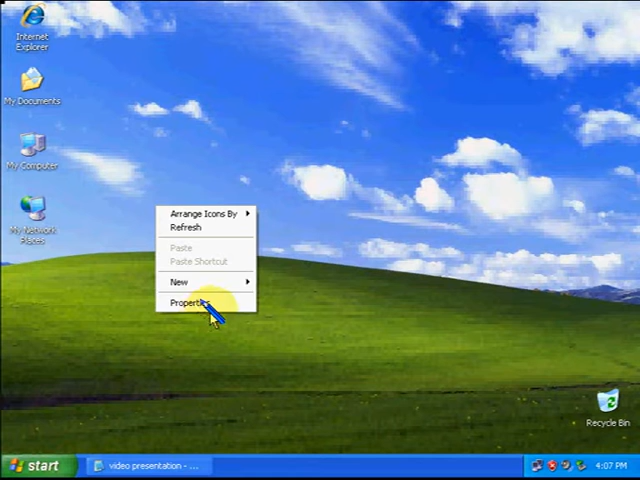 Internet
Explorer
My Documents
My Computer
My Network
Places
Arrange Icons By
Refresh
Paste
Paste Shortcut
New
Properties
Recycle Bin
start
video presentation - ...
4:07 PM